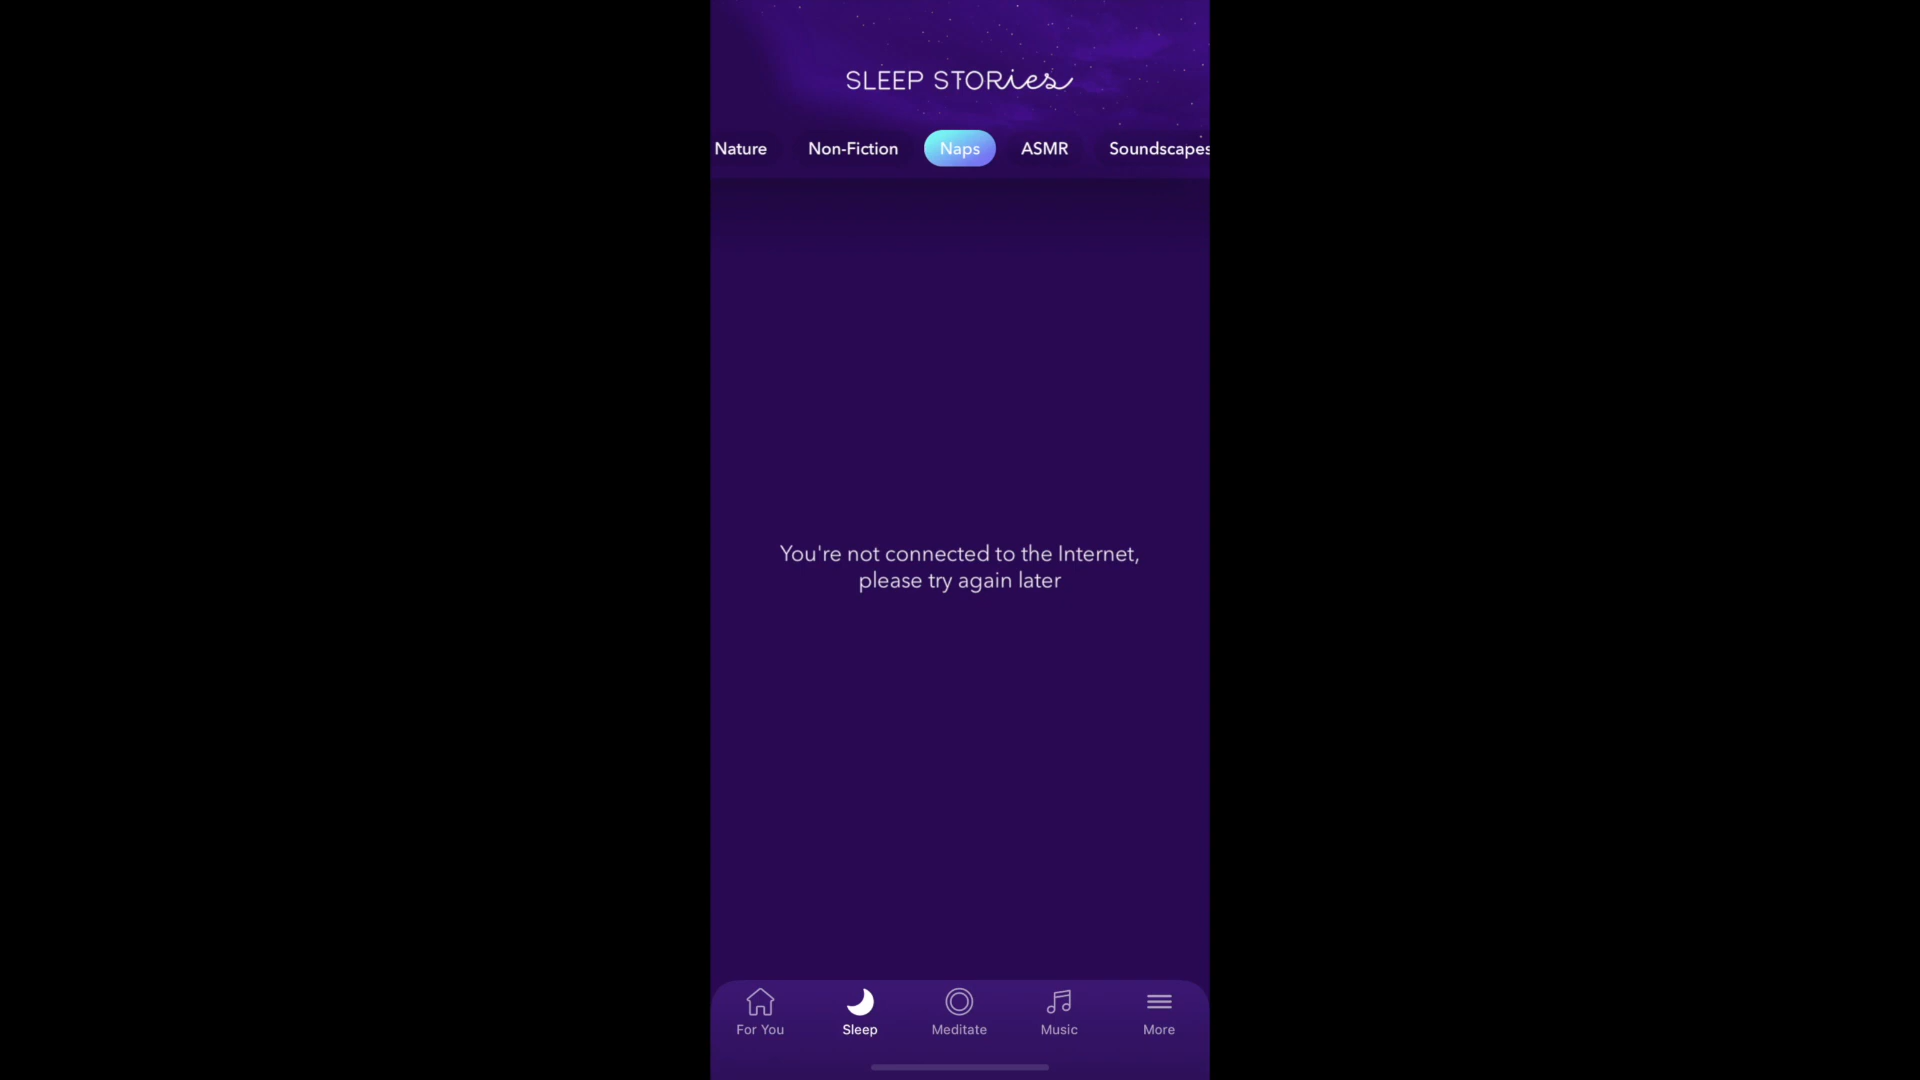 SLEEP STORies
Nature Non-Fiction Naps ASMR Soundscapes
You're not connected to the Internet,
please try again later
For You Sleep Meditate Music More